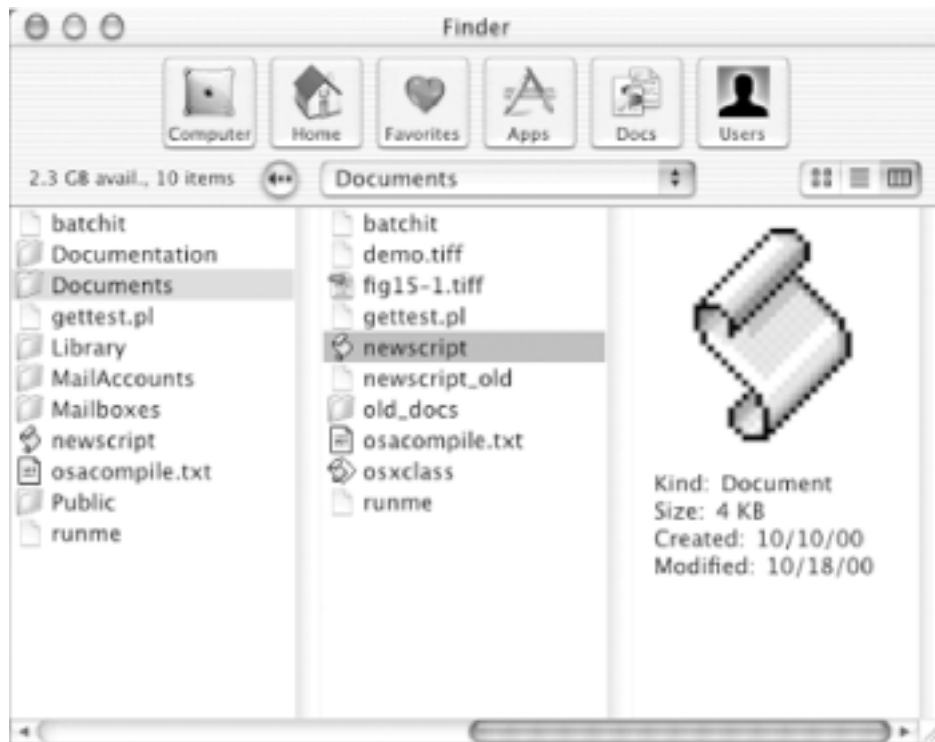 Finder
Computer Home Favorites Apps Docs Users
2.3 GB avail., 10 items Documents
batchit
Documentation
Documents
gettest.pl
Library
MailAccounts
Mailboxes
newscript
osacompile.txt
Public
runme
batchit
demo.tiff
fig15-1.tiff
gettest.pl
newscript
newscript_old
old_docs
osacompile.txt
osxclass
runme
Kind: Document
Size: 4 KB
Created: 10/10/00
Modified: 10/18/00